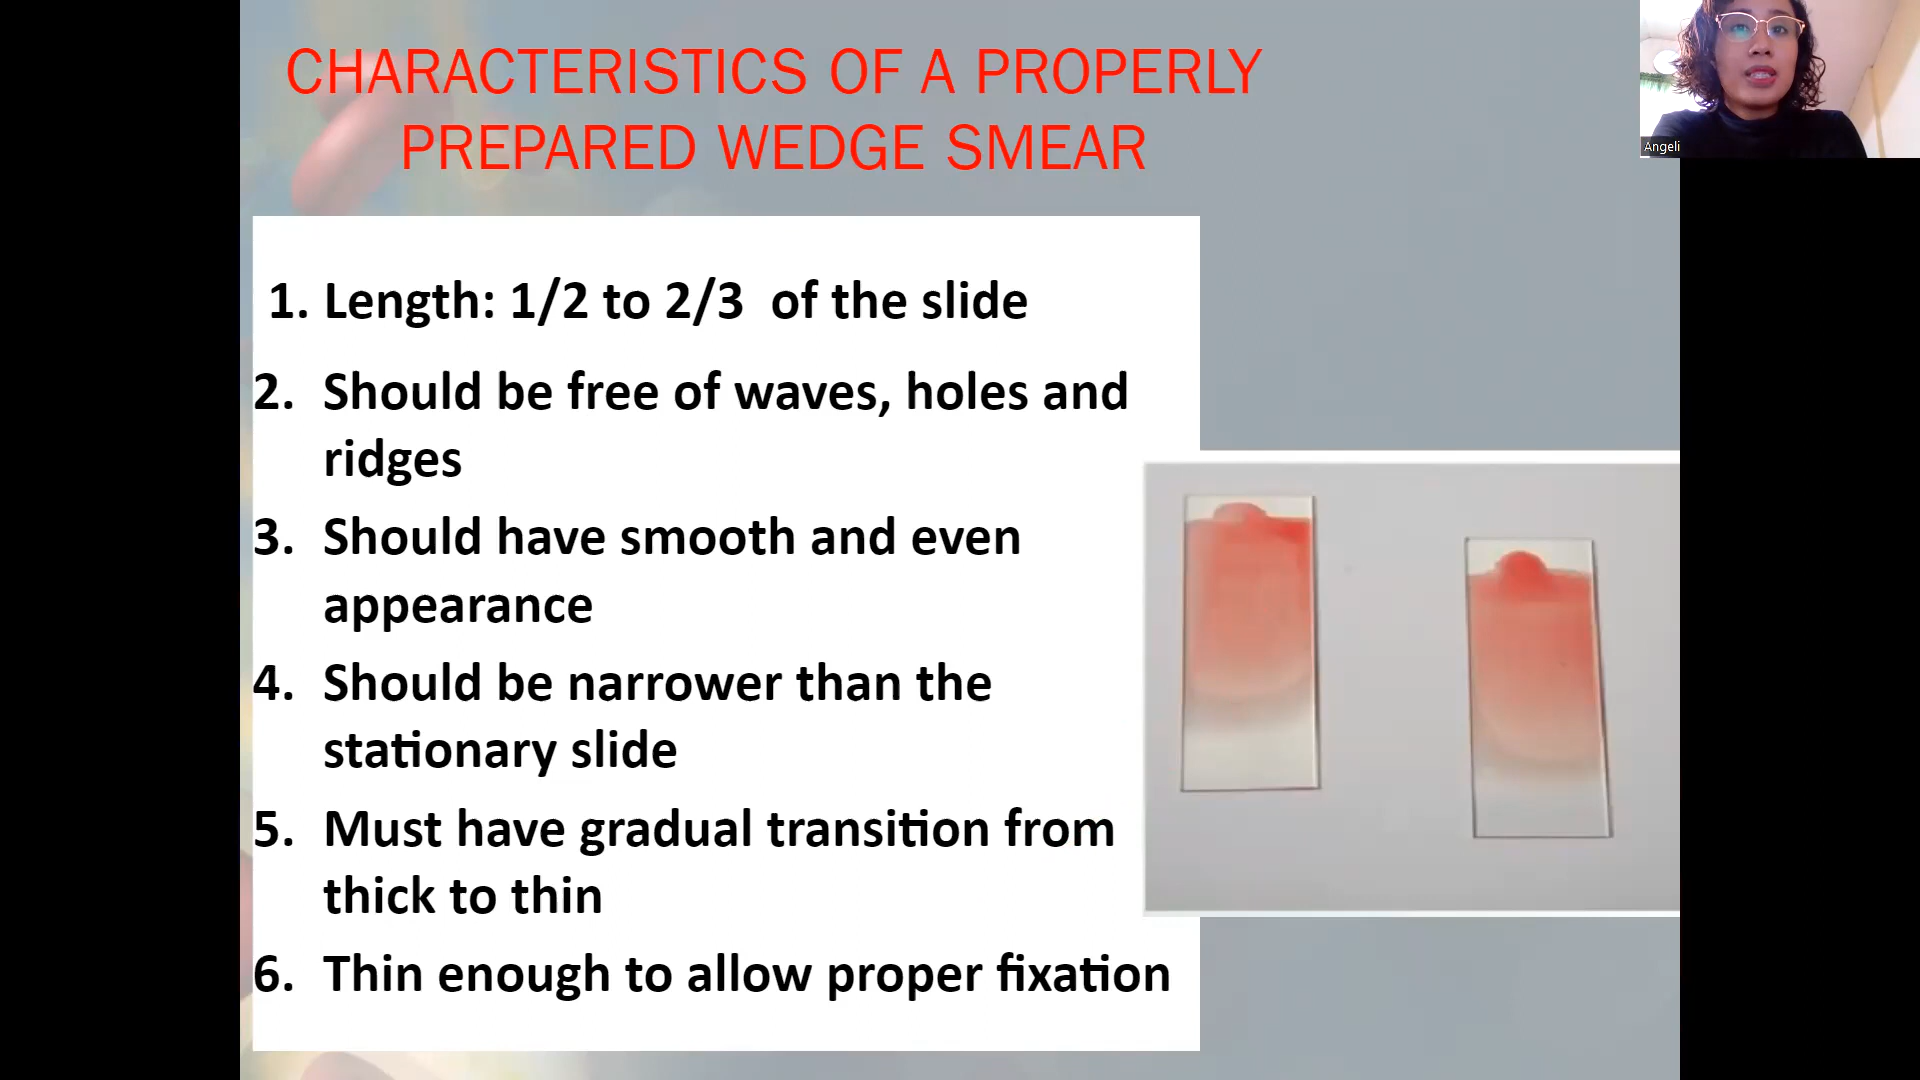 CHARACTERISTICS OF A PROPERLY
PREPARED WEDGE SMEAR
Angeli
1. Length: 1/2 to 2/3 of the slide
2. Should be free of waves, holes and
ridges
3. Should have smooth and even
appearance
4. Should be narrower than the
stationary slide
5. Must have gradual transition from
thick to thin
6. Thin enough to allow proper fixation